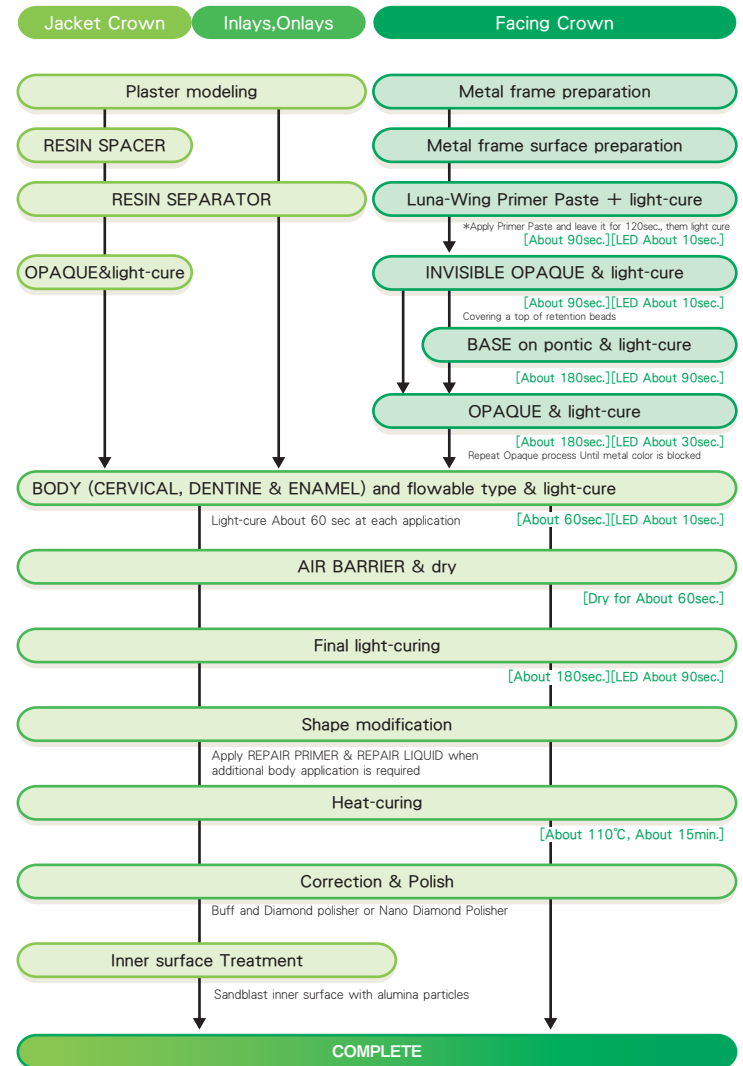 Jacket Crown
Inlays,Onlays
Facing Crown
Plaster modeling
Metal frame preparation
RESIN SPACER
Metal frame surface preparation
RESIN SEPARATOR
Luna-Wing Primer Paste + light-cure
*Apply Primer Paste and leave it for 120sec., them light cure
[About 90sec.][LED About 10sec.]
OPAQUE&light-cure
INVISIBLE OPAQUE & light-cure
[About 90sec.][LED About 10sec.]
Covering a top of retention beads
BASE on pontic & light-cure
[About 180sec.][LED About 90sec.]
OPAQUE & light-cure
[About 180sec.][LED About 30sec.]
Repeat Opaque process Until metal color is blocked
BODY (CERVICAL, DENTINE & ENAMEL) and flowable type & light-cure
Light-cure About 60 sec at each application
[About 60sec.][LED About 10sec.]
AIR BARRIER & dry
[Dry for About 60sec.]
Final light-curing
[About 180sec.][LED About 90sec.]
Shape modification
Apply REPAIR PRIMER & REPAIR LIQUID when
additional body application is required
Heat-curing
[About 110℃, About 15min.]
Correction & Polish
Buff and Diamond polisher or Nano Diamond Polisher
Inner surface Treatment
Sandblast inner surface with alumina particles
COMPLETE